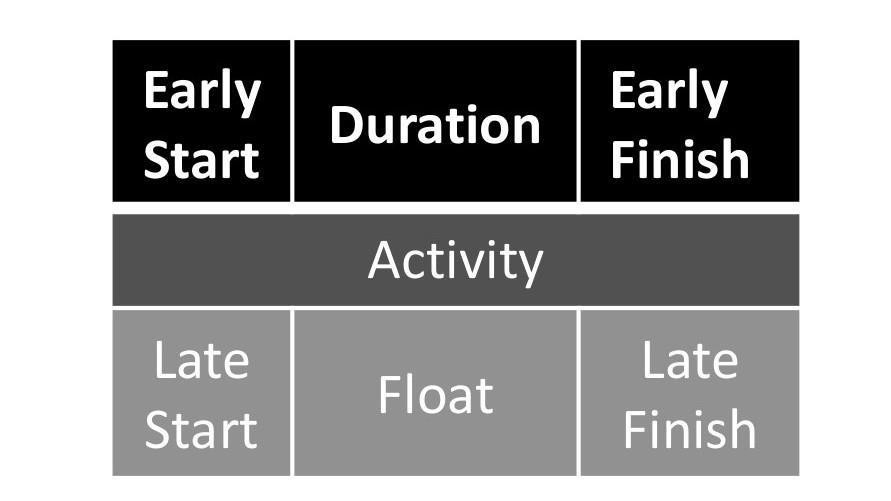 Early Start
Duration
Early Finish
Activity
Late Start
Float
Late Finish